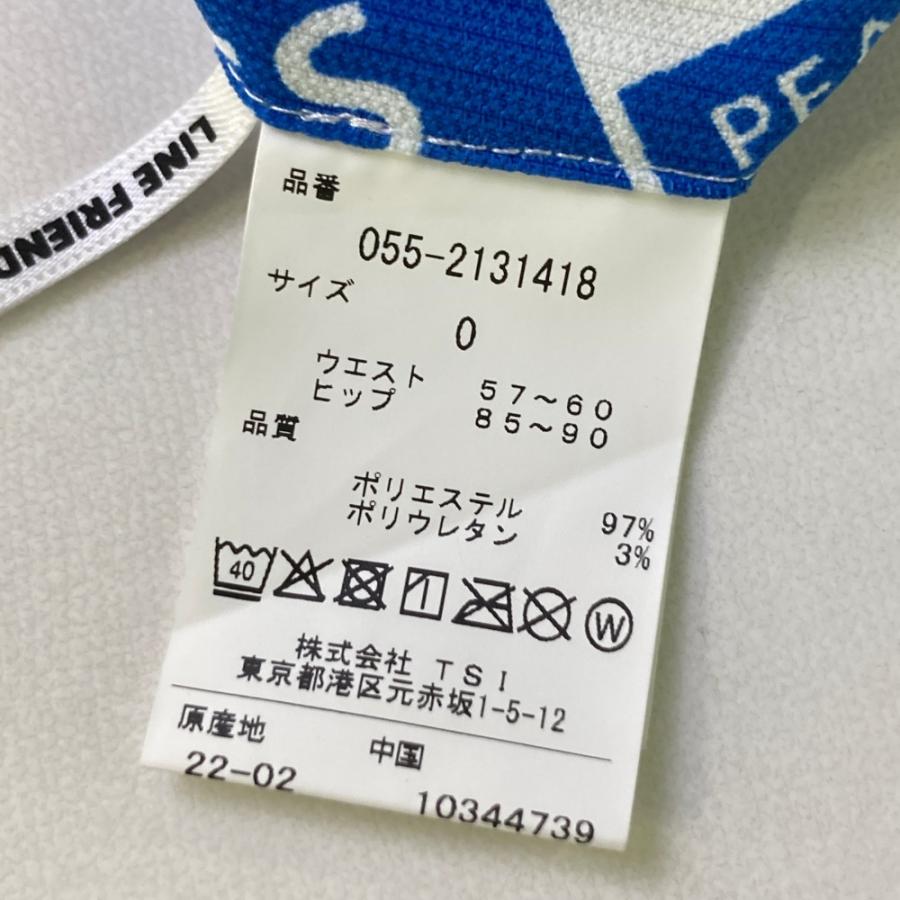 S
PEA
LINE FRIEND
品番
055-2131418
サイズ
0
ウエスト 57~60
ヒップ 85~90
品質
ポリエステル 97%
ポリウレタン 3%
40
W
株式会社 TSI
東京都港区元赤坂1-5-12
原産地 中国
22-02 10344739